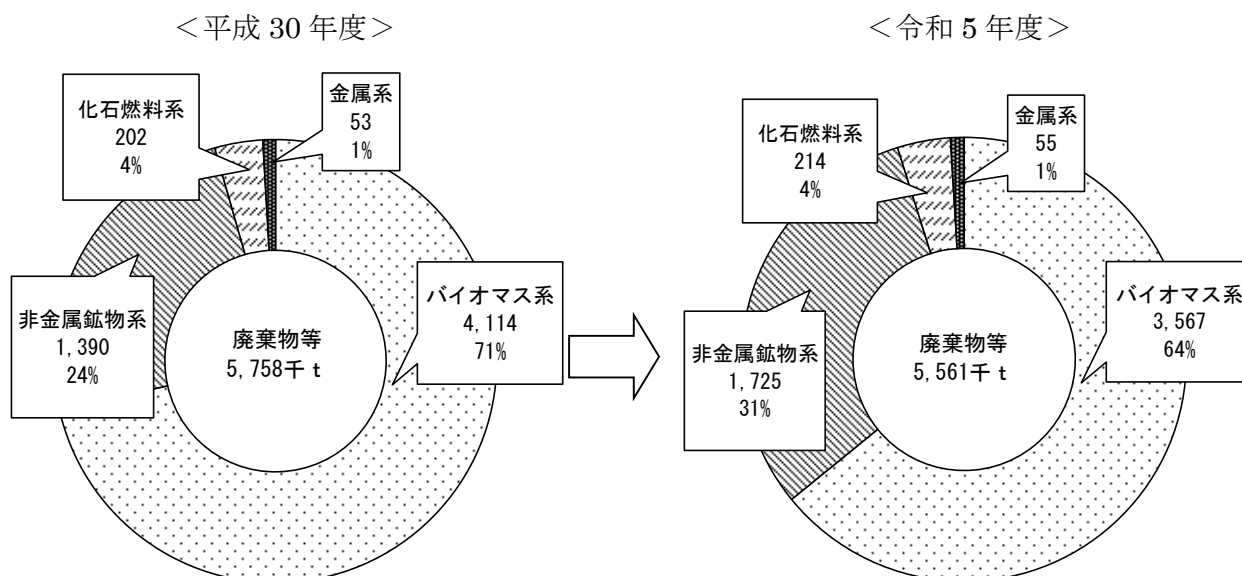 ＜平成 30 年度＞
化石燃料系
202
4%
金属系
53
1%
非金属鉱物系
1,390
24%
廃棄物等
5,758千ｔ
バイオマス系
4,114
71%
＜令和 5 年度＞
化石燃料系
214
4%
金属系
55
1%
非金属鉱物系
1,725
31%
廃棄物等
5,561千ｔ
バイオマス系
3,567
64%